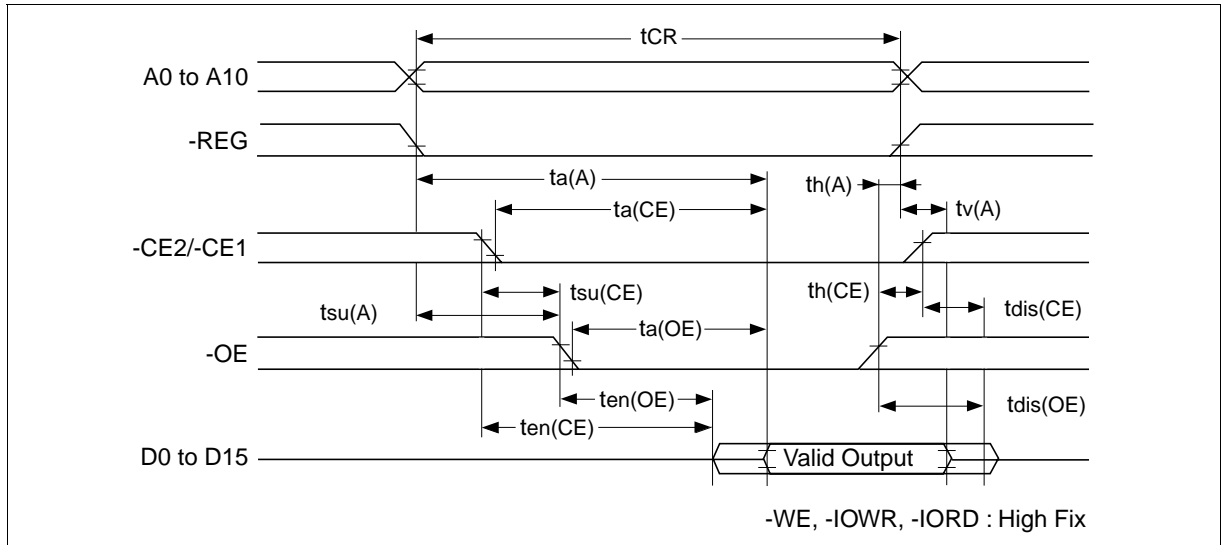 tCR
A0 to A10
-REG
ta(A)
th(A)
ta(CE)
tv(A)
-CE2/-CE1
tsu(CE)
th(CE)
tsu(A)
tdis(CE)
ta(OE)
-OE
ten(OE)
tdis(OE)
ten(CE)
D0 to D15
Valid Output
-WE, -IOWR, -IORD : High Fix